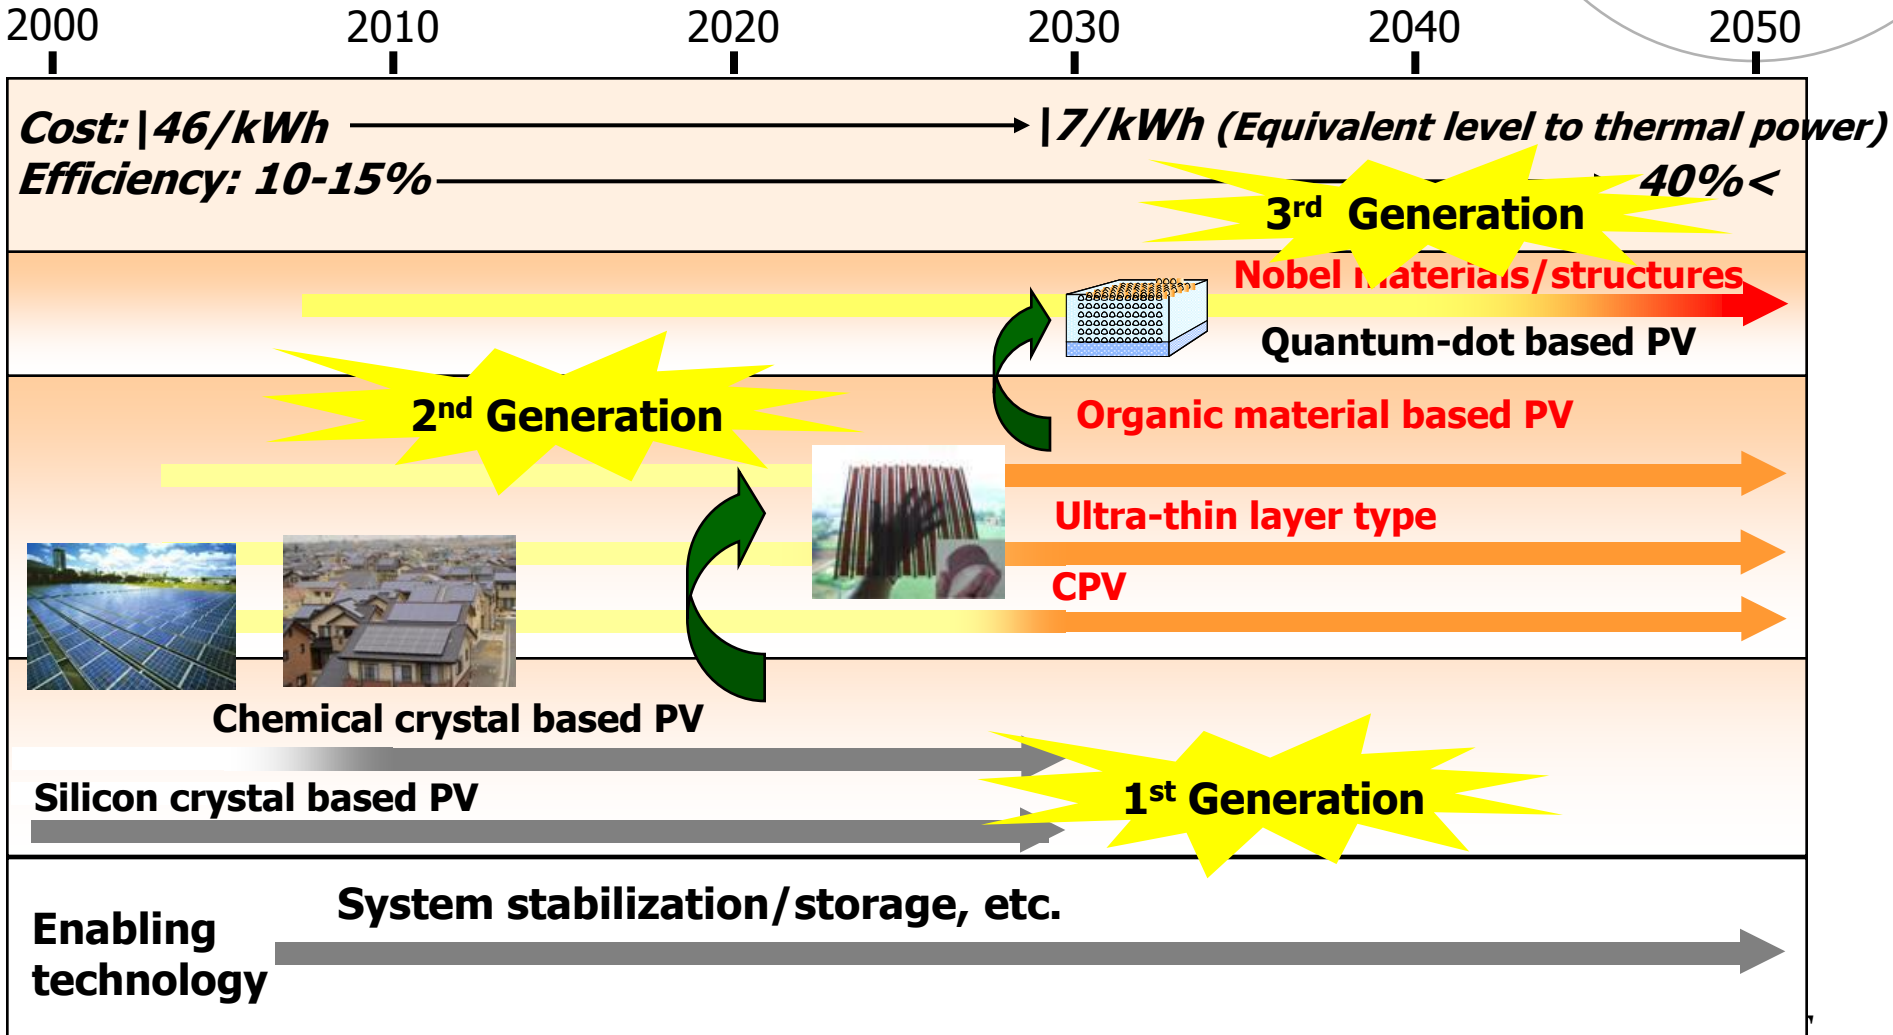 2000 2010 2020 2030 2040 2050
Cost: |46/kWh |7/kWh (Equivalent level to thermal power)
Efficiency: 10-15% 40%<
3rd Generation
Nobel materials/structures
Quantum-dot based PV
2nd Generation
Organic material based PV
Ultra-thin layer type
CPV
Chemical crystal based PV
Silicon crystal based PV
1st Generation
System stabilization/storage, etc.
Enabling
technology